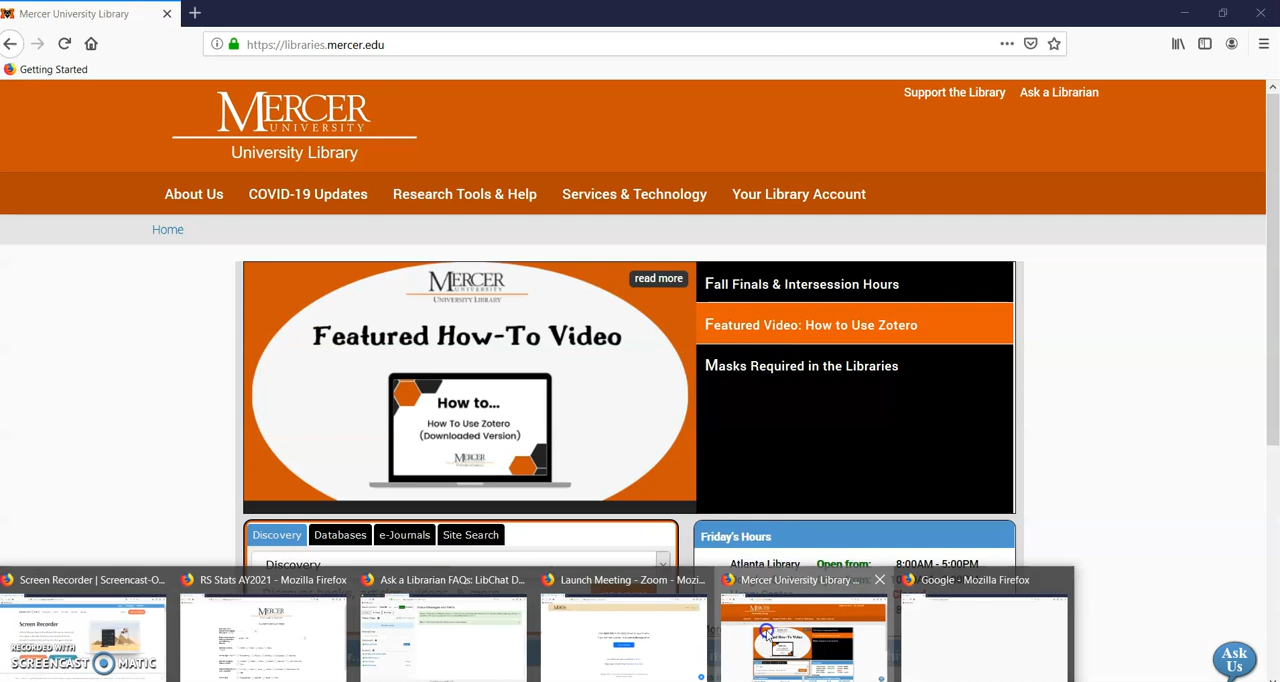 Mercer University Library
https://libraries.mercer.edu
Getting Started
Support the Library Ask a Librarian
MERCER
UNIVERSITY
University Library
About Us COVID-19 Updates Research Tools & Help Services & Technology Your Library Account
Home
MERCER
UNIVERSITY LIBRARY
read more
Featured How-To Video
How to...
How To Use Zotero
(Downloaded Version)
MERCER
Fall Finals & Intersession Hours
Featured Video: How to Use Zotero
Masks Required in the Libraries
Discovery Databases e-Journals Site Search
Discovery
Friday's Hours
Atlanta Library Open from: 8:00AM - 5:00PM
Screen Recorder | Screencast-O... RS Stats AY2021 - Mozilla Firefox Ask a Librarian FAQs: LibChat D... Launch Meeting - Zoom - Mozi... Mercer University Library ... Google - Mozilla Firefox
Screen Recorder
RECORDED WITH
SCREENCAST MATIC
Ask
Us